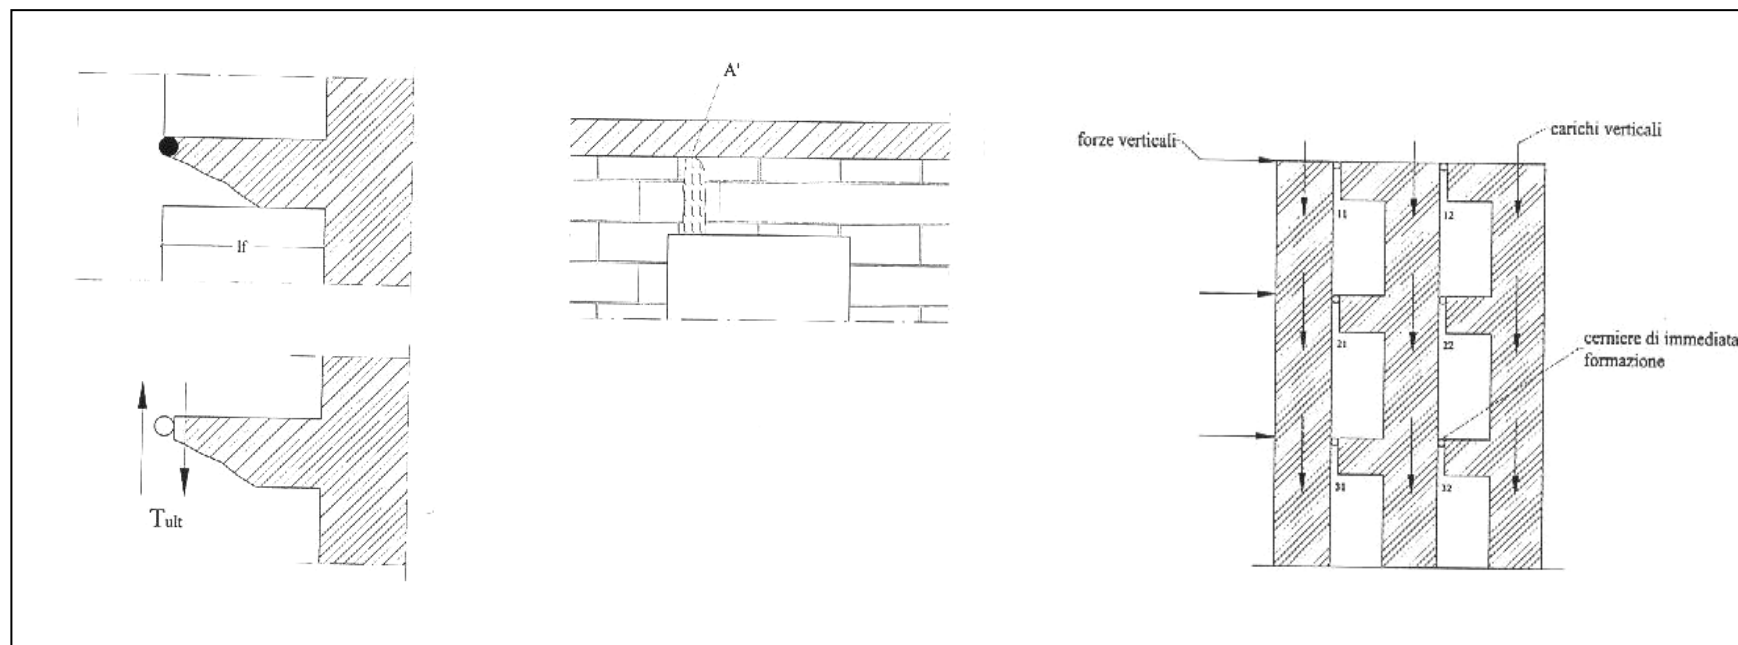 lf
Tult
A'
forze verticali
carichi verticali
11
12
21
22
cerniere di immediata
formazione
31
32